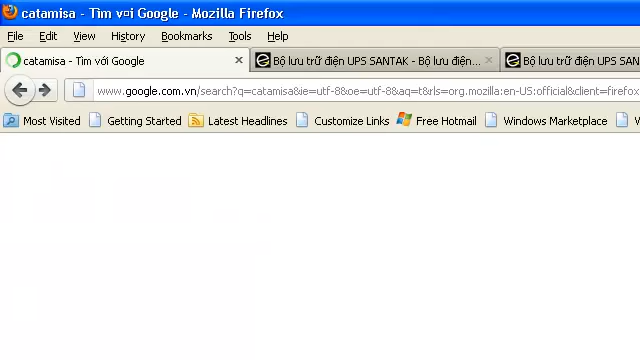 catamisa - Tìm v¤i Google - Mozilla Firefox
File Edit View History Bookmarks Tools Help
catamisa - Tìm với Google Bộ lưu trữ điện UPS SANTAK - Bộ lưu điện... Bộ lưu trữ điện UPS SAN
www.google.com.vn/search?q=catamisa&ie=utf-8&oe=utf-8&aq=t&rls=org.mozilla:en-US:official&client=firefox
Most Visited Getting Started Latest Headlines Customize Links Free Hotmail Windows Marketplace W